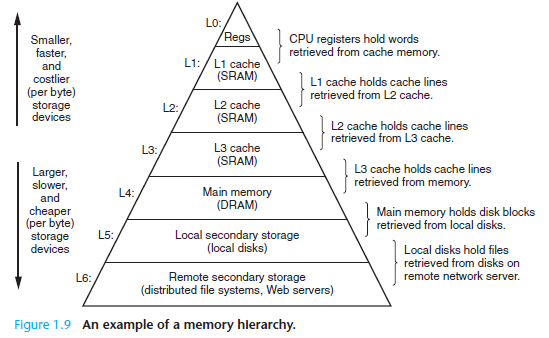 Smaller,
faster,
and
costlier
(per byte)
storage
devices
Larger,
slower,
and
cheaper
(per byte)
storage
devices
L0:
Regs
CPU registers hold words
retrieved from cache memory.
L1:
L1 cache
(SRAM)
L1 cache holds cache lines
retrieved from L2 cache.
L2:
L2 cache
(SRAM)
L2 cache holds cache lines
retrieved from L3 cache.
L3:
L3 cache
(SRAM)
L3 cache holds cache lines
retrieved from memory.
L4:
Main memory
(DRAM)
Main memory holds disk blocks
retrieved from local disks.
L5:
Local secondary storage
(local disks)
Local disks hold files
retrieved from disks on
remote network server.
L6:
Remote secondary storage
(distributed file systems, Web servers)
Figure 1.9 An example of a memory hierarchy.